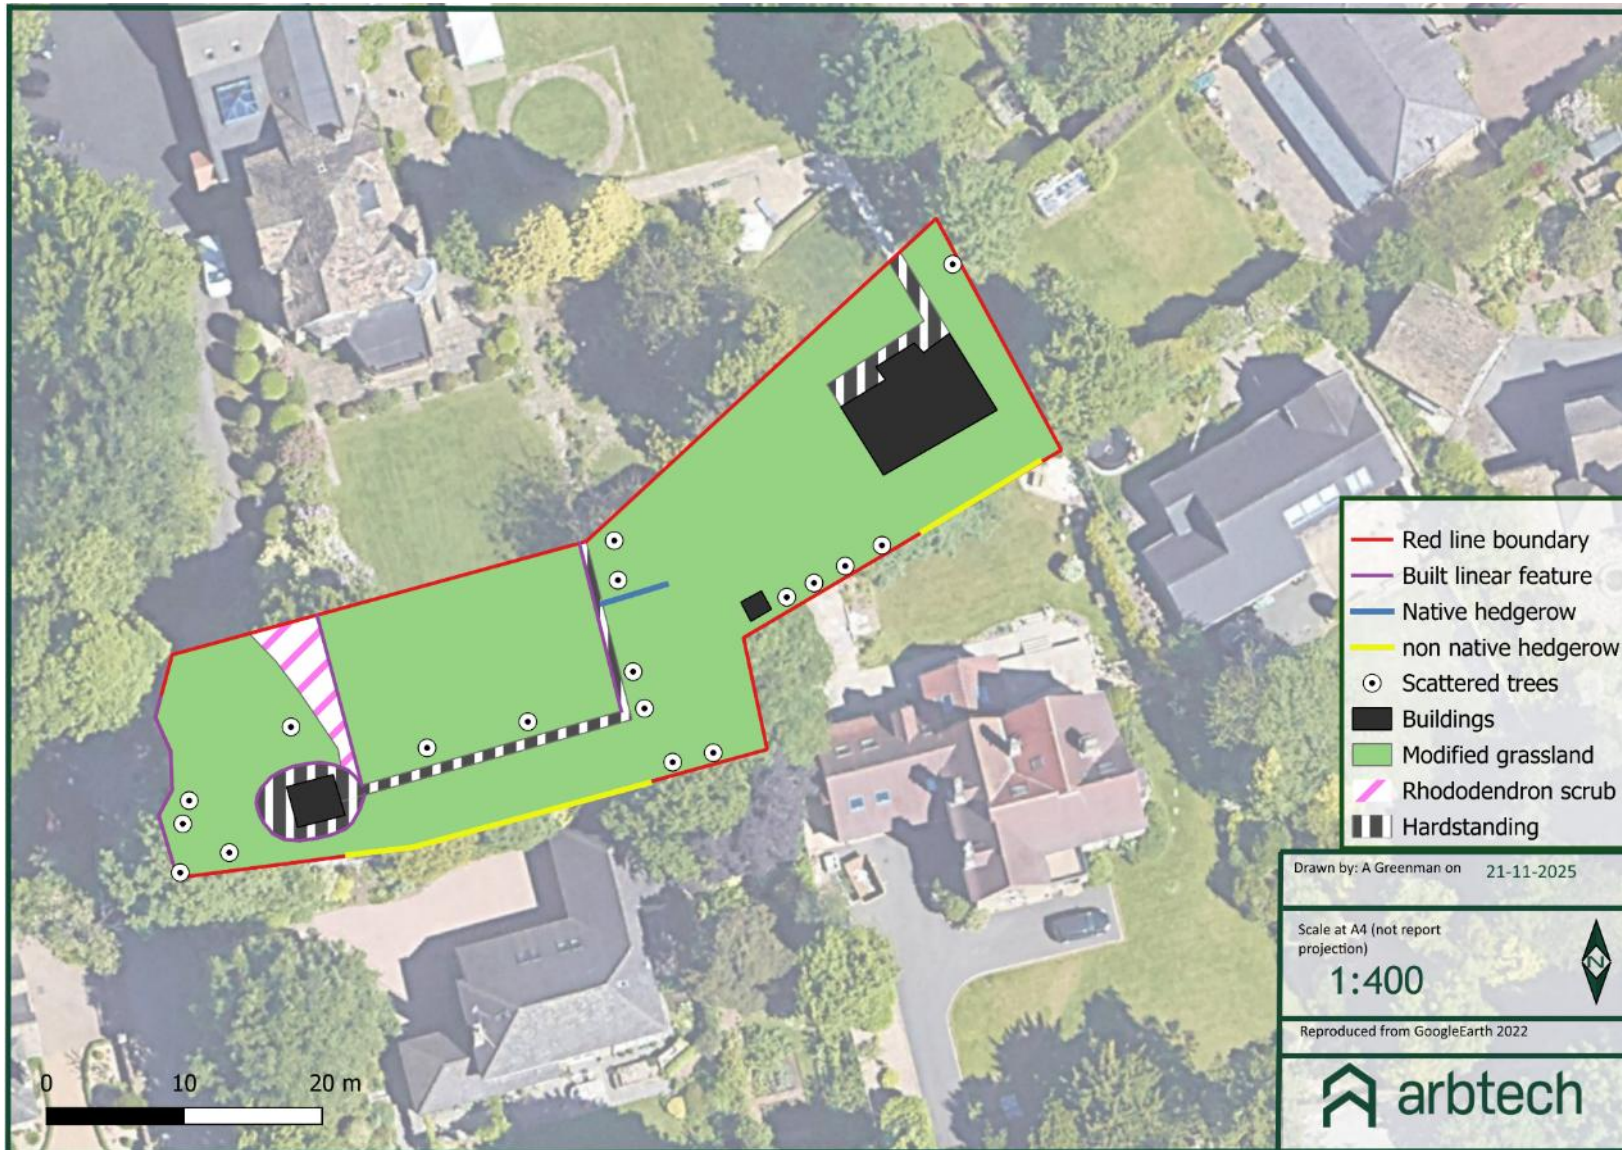 Red line boundary
Built linear feature
Native hedgerow
non native hedgerow
Scattered trees
Buildings
Modified grassland
Rhododendron scrub
Hardstanding
Drawn by: A Greenman on 21-11-2025
Scale at A4 (not report
projection)
1:400
N
Reproduced from GoogleEarth 2022
arbtech
0 10 20 m